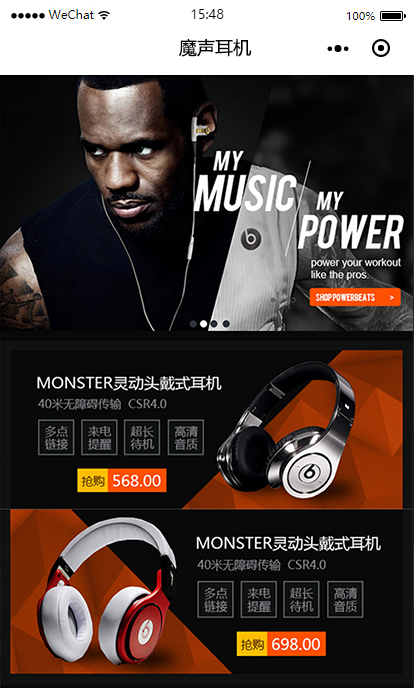 WeChat
15:48
100%
魔声耳机
MY
MUSIC
MY
POWER
power your workout
like the pros.
SHOP POWERBEATS >
MONSTER灵动头戴式耳机
40米无障碍传输 CSR4.0
多点 来电 超长 高清
链接 提醒 待机 音质
抢购 568.00
MONSTER灵动头戴式耳机
40米无障碍传输 CSR4.0
多点 来电 超长 高清
链接 提醒 待机 音质
抢购 698.00